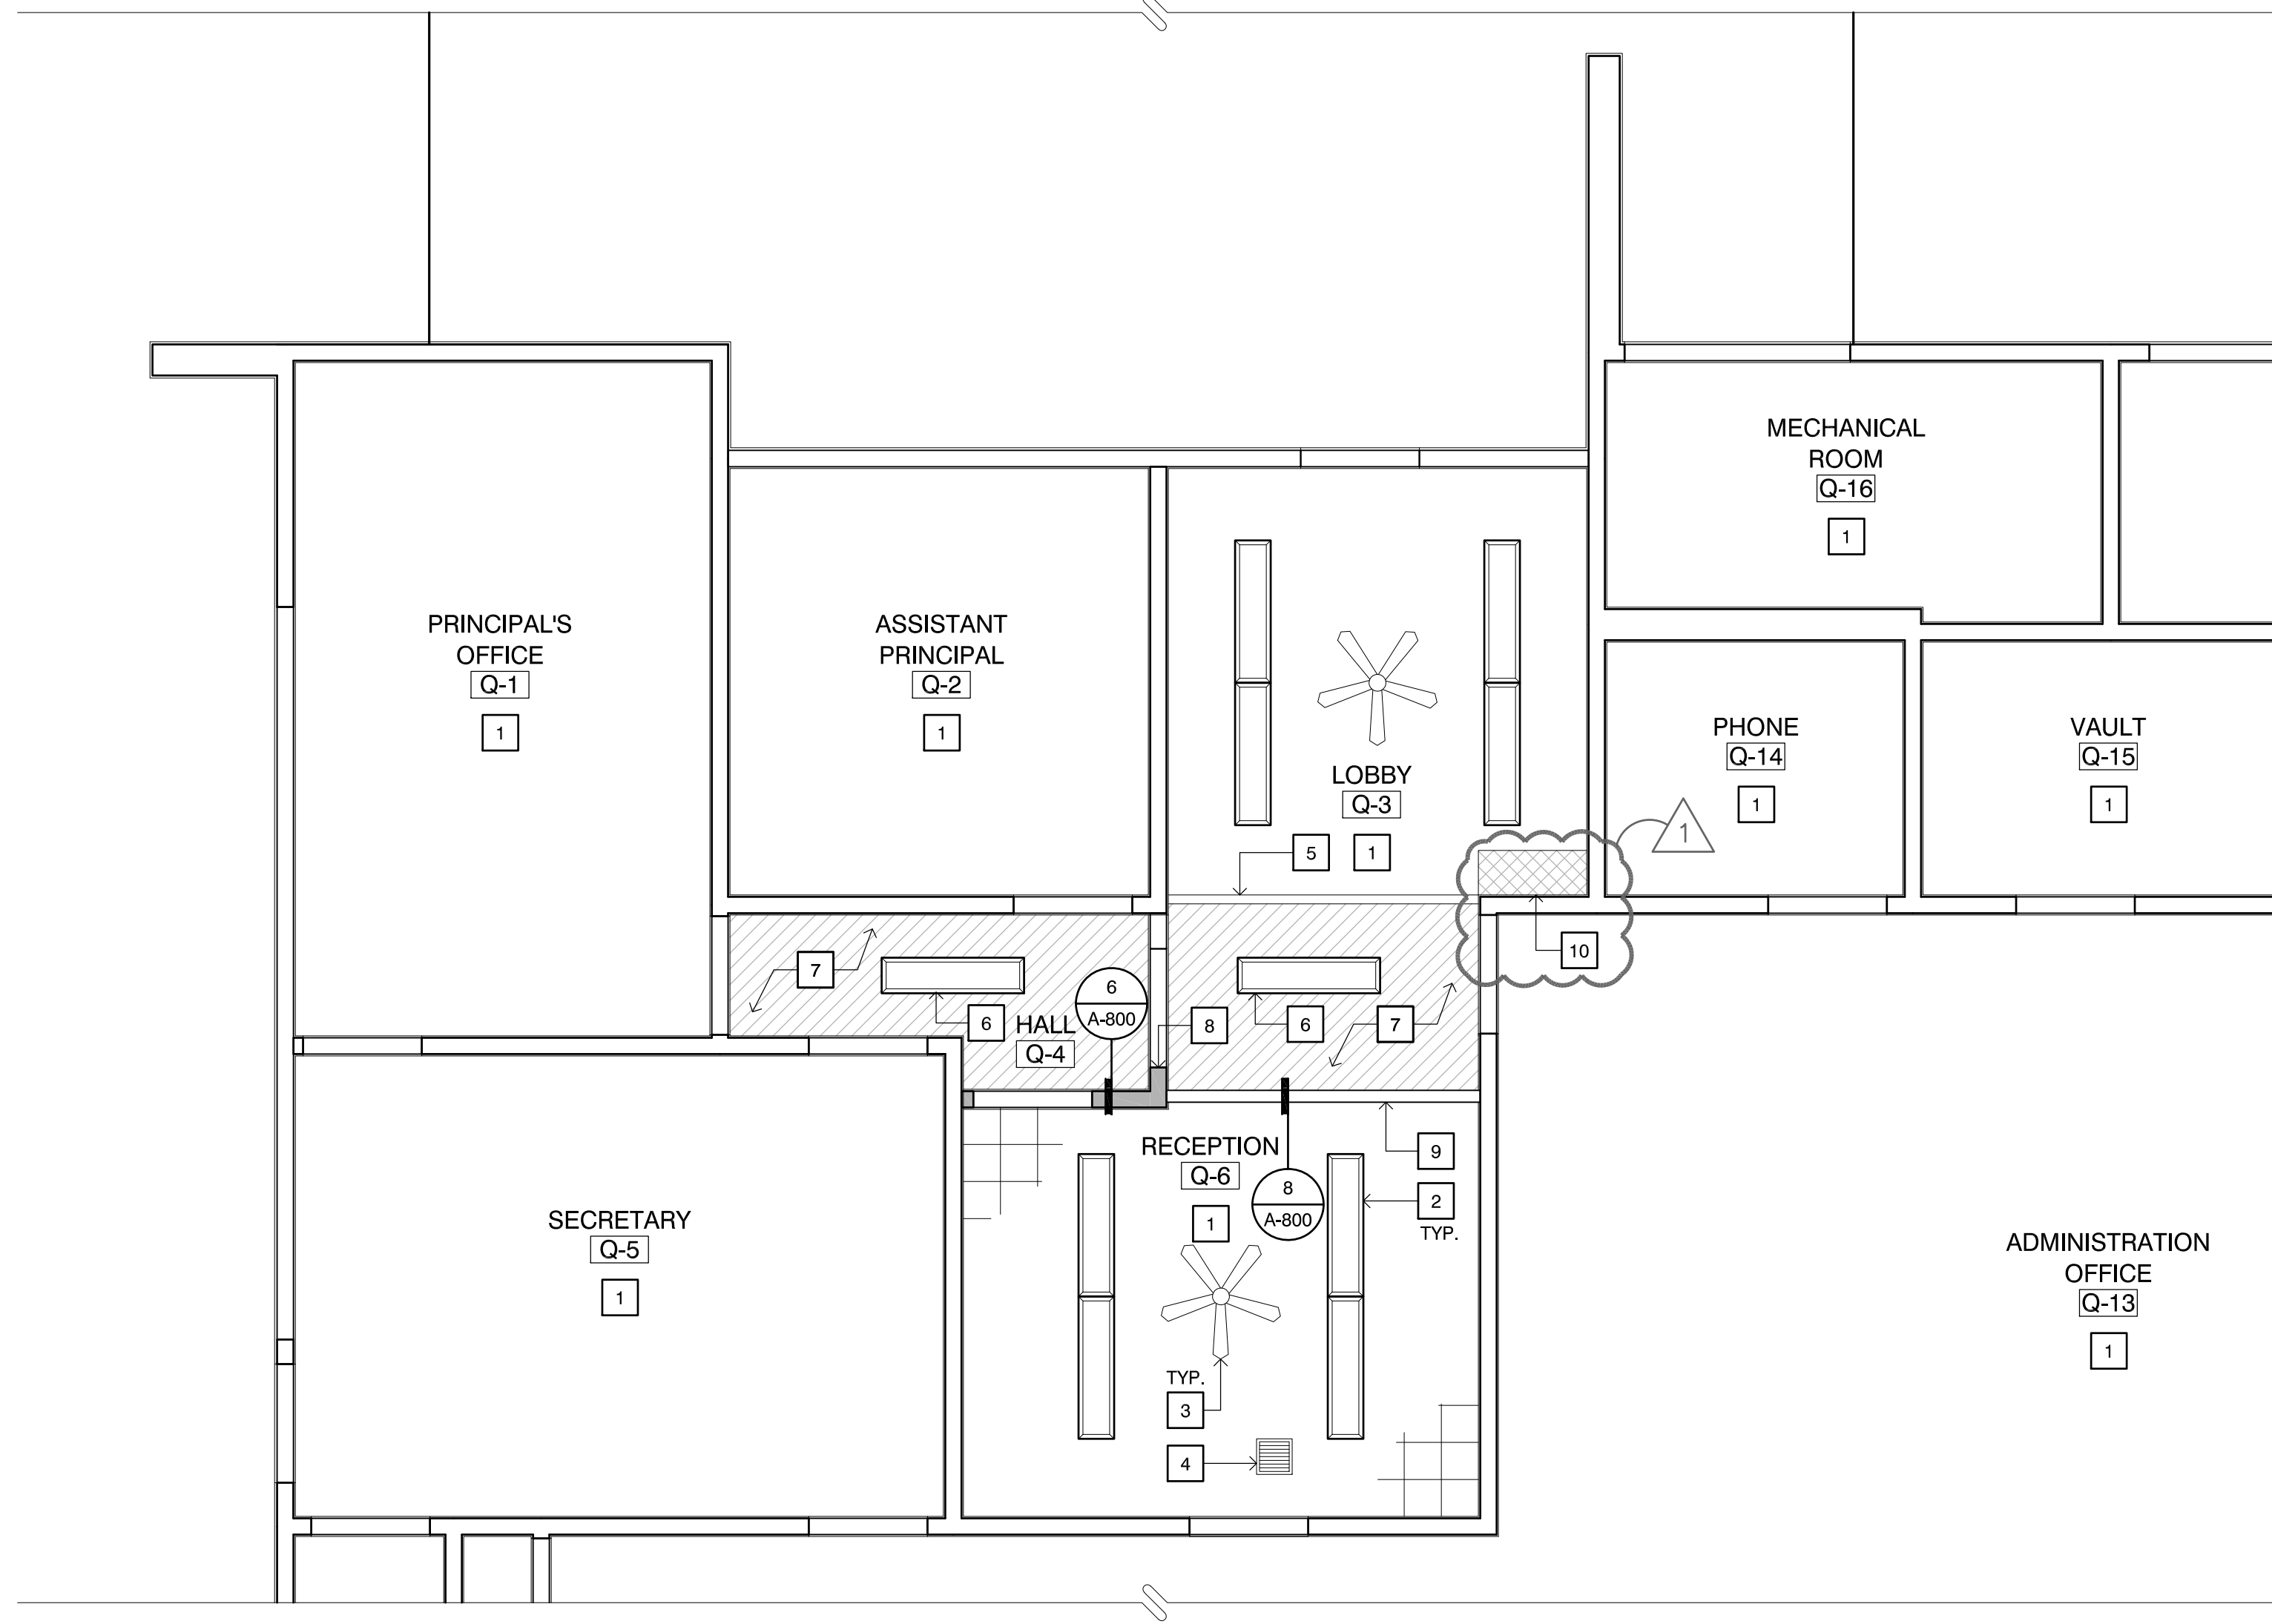 MECHANICAL
ROOM
Q-16
1
PRINCIPAL'S
OFFICE
Q-1
1
ASSISTANT
PRINCIPAL
Q-2
1
LOBBY
Q-3
5
1
PHONE
Q-14
1
VAULT
Q-15
1
1
10
7
6
HALL
Q-4
6
A-800
8
6
7
RECEPTION
Q-6
1
8
A-800
9
2
TYP.
SECRETARY
Q-5
1
TYP.
3
4
ADMINISTRATION
OFFICE
Q-13
1